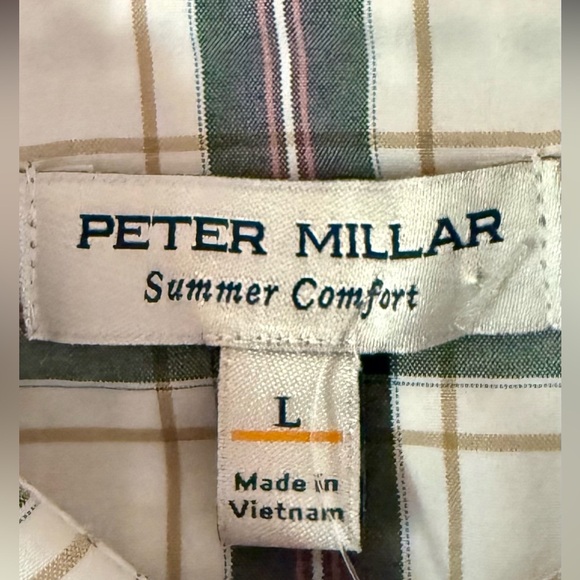 PETER MILLAR
Summer Comfort
L
Made in
Vietnam